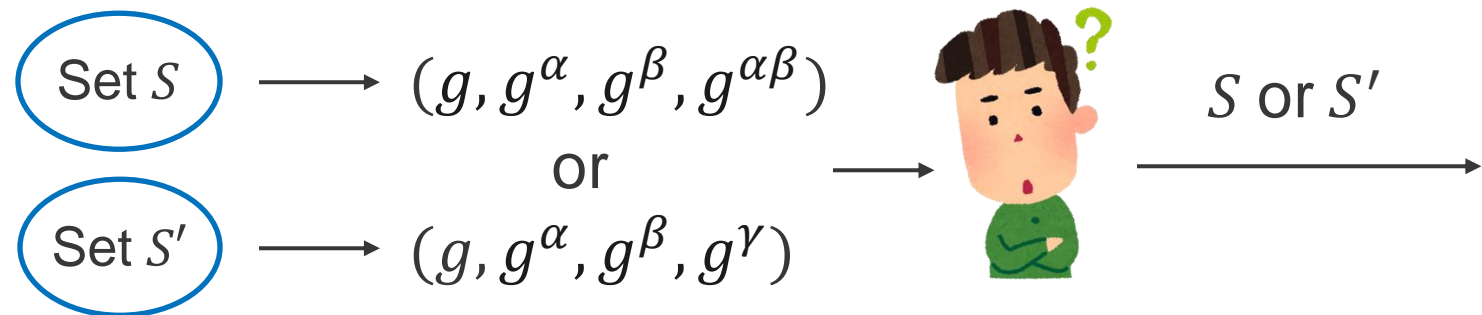 Set S
(g, g^α, g^β, g^{αβ})
or
Set S′
(g, g^α, g^β, g^γ)
?
S or S′